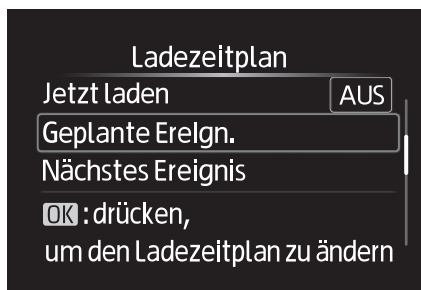 Ladezeitplan
Jetzt laden AUS
Geplante EreIgn.
Nächstes Ereignis
OK : drücken,
um den Ladezeitplan zu ändern